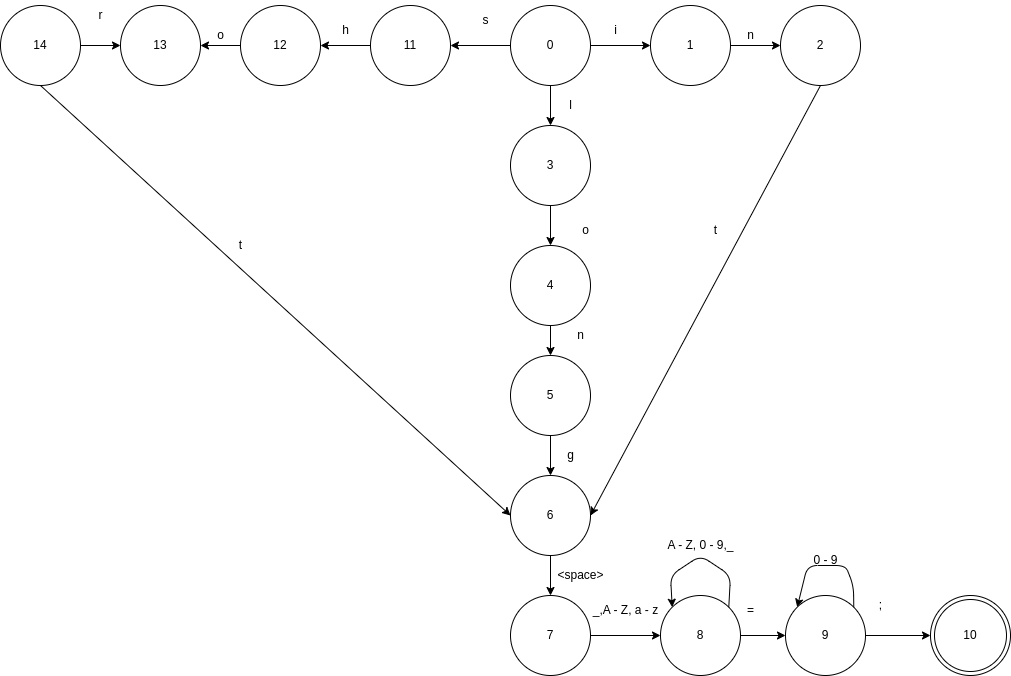 r
o
h
s
i
n
14
13
12
11
0
1
2
l
3
t
o
t
4
n
5
g
6
<space>
A - Z, 0 - 9,_
0 - 9
_,A - Z, a - z
=
;
7
8
9
10